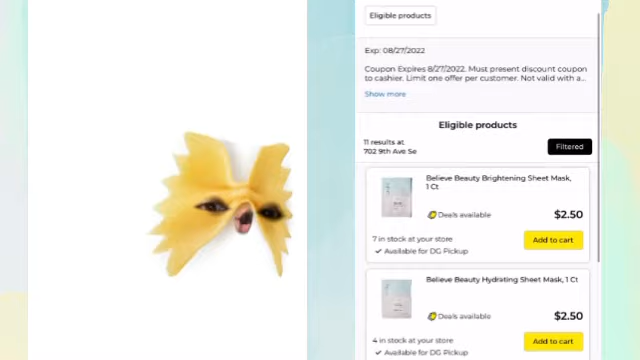 Eligible products
Exp: 08/27/2022
Coupon Expires 8/27/2022. Must present discount coupon
to cashier. Limit one offer per customer. Not valid with a...
Show more
Eligible products
11 results at
702 9th Ave Se
Filtered
Believe Beauty Brightening Sheet Mask,
1 Ct
Deals available
$2.50
7 in stock at your store
Add to cart
Available for DG Pickup
Believe Beauty Hydrating Sheet Mask, 1 Ct
Deals available
$2.50
4 in stock at your store
Add to cart
Available for DG Pickup